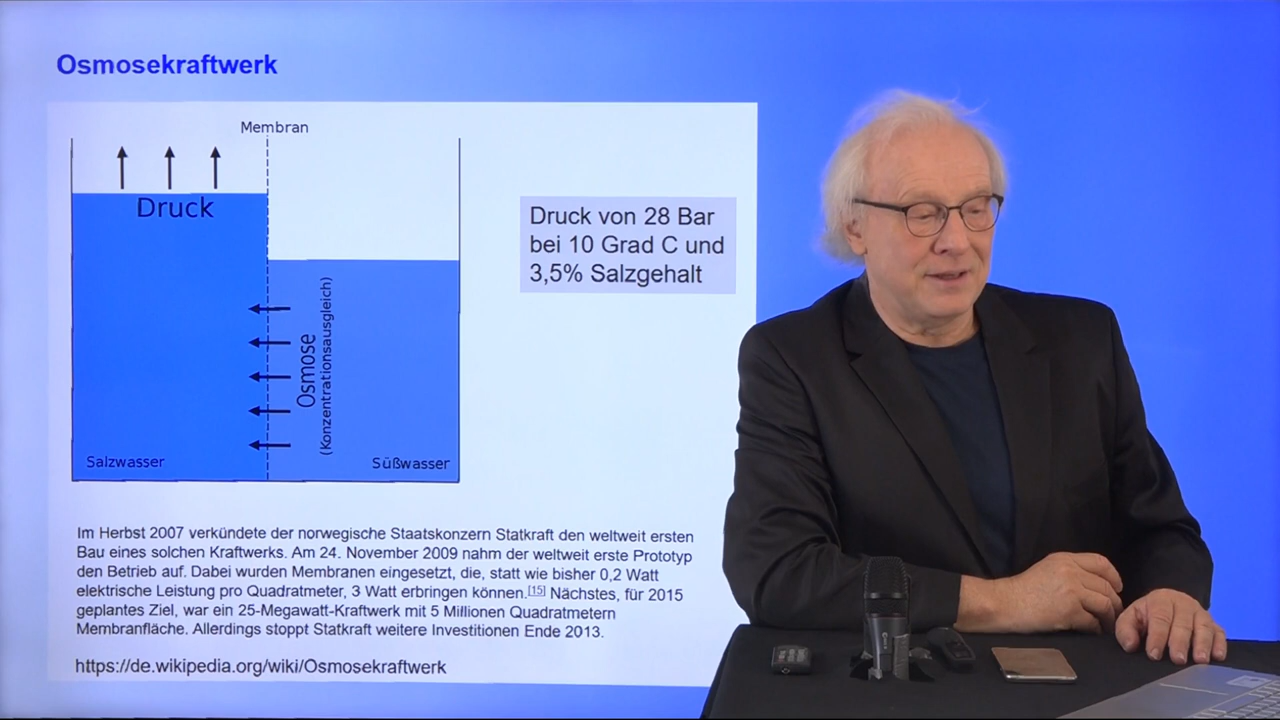 Osmosekraftwerk
Membran
Druck
Osmose
(Konzentrationsausgleich)
Salzwasser
Süßwasser
Druck von 28 Bar
bei 10 Grad C und
3,5% Salzgehalt
Im Herbst 2007 verkündete der norwegische Staatskonzern Statkraft den weltweit ersten
Bau eines solchen Kraftwerks. Am 24. November 2009 nahm der weltweit erste Prototyp
den Betrieb auf. Dabei wurden Membranen eingesetzt, die, statt wie bisher 0,2 Watt
elektrische Leistung pro Quadratmeter, 3 Watt erbringen können.[15] Nächstes, für 2015
geplantes Ziel, war ein 25-Megawatt-Kraftwerk mit 5 Millionen Quadratmetern
Membranfläche. Allerdings stoppt Statkraft weitere Investitionen Ende 2013.
https://de.wikipedia.org/wiki/Osmosekraftwerk